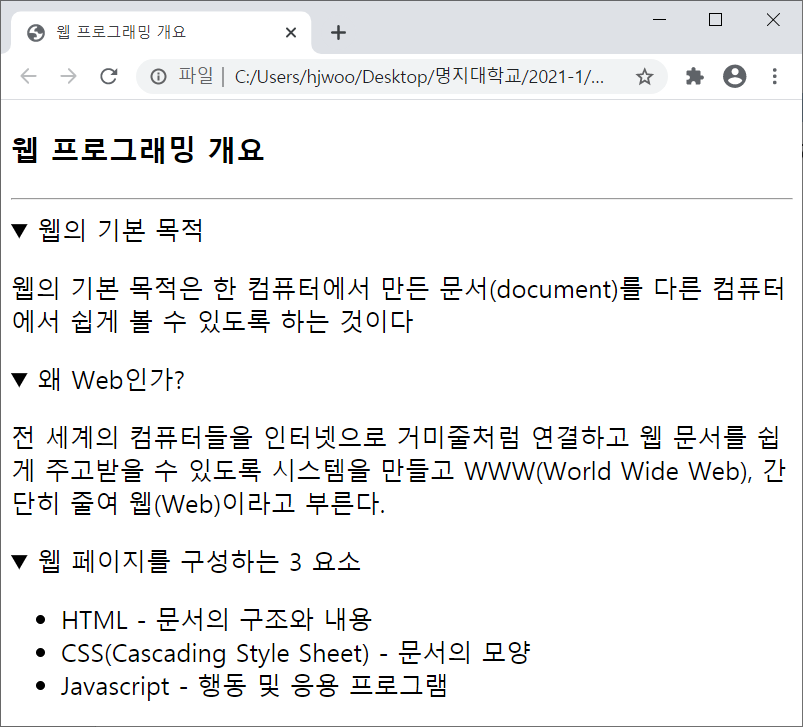 웹 프로그래밍 개요
파일 | C:/Users/hjwoo/Desktop/명지대학교/2021-1/...
웹 프로그래밍 개요
▼ 웹의 기본 목적
웹의 기본 목적은 한 컴퓨터에서 만든 문서(document)를 다른 컴퓨터
에서 쉽게 볼 수 있도록 하는 것이다
▼ 왜 Web인가?
전 세계의 컴퓨터들을 인터넷으로 거미줄처럼 연결하고 웹 문서를 쉽
게 주고받을 수 있도록 시스템을 만들고 WWW(World Wide Web), 간
단히 줄여 웹(Web)이라고 부른다.
▼ 웹 페이지를 구성하는 3 요소
• HTML - 문서의 구조와 내용
• CSS(Cascading Style Sheet) - 문서의 모양
• Javascript - 행동 및 응용 프로그램